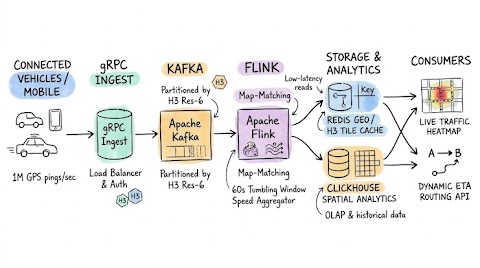 CONNECTED
VEHICLES /
MOBILE
1M GPS pings/sec
gRPC
INGEST
gRPC
Ingest
Load Balancer
& Auth
H3
H3
KAFKA
Partitioned by
H3 Res-6
H3
Apache
Kafka
Partitioned by
H3 Res-6
FLINK
Map-Matching
Apache
Flink
Map-Matching
60s Tumbling Window
Speed Aggregator
STORAGE &
ANALYTICS
Low-latency
reads
Key
REDIS GEO/
H3 TILE CACHE
CLICKHOUSE
SPATIAL ANALYTICS
OLAP & historical data
CONSUMERS
LIVE TRAFFIC
HEATMAP
A → B
DYNAMIC ETA
ROUTING API